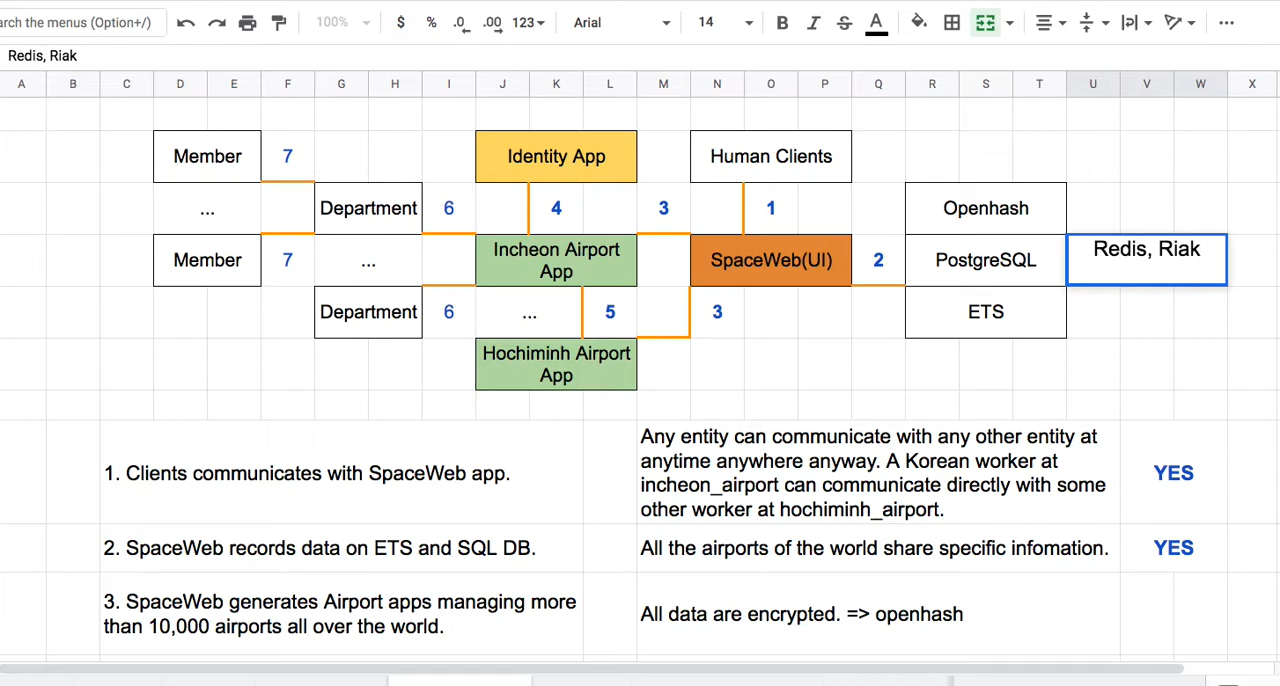 arch the menus (Option+/)
100%
$ % .0 .00 123
Arial
14
B I S A
Redis, Riak
A B C D E F G H I J K L M N O P Q R S T U V W X
Member 7 Identity App Human Clients
... Department 6 4 3 1 Openhash
Member 7 ... Incheon Airport
App SpaceWeb(UI) 2 PostgreSQL Redis, Riak
Department 6 ... 5 3 ETS
Hochiminh Airport
App
1. Clients communicates with SpaceWeb app.
Any entity can communicate with any other entity at
anytime anywhere anyway. A Korean worker at
incheon_airport can communicate directly with some
other worker at hochiminh_airport.
YES
2. SpaceWeb records data on ETS and SQL DB.
All the airports of the world share specific infomation.
YES
3. SpaceWeb generates Airport apps managing more
than 10,000 airports all over the world.
All data are encrypted. => openhash